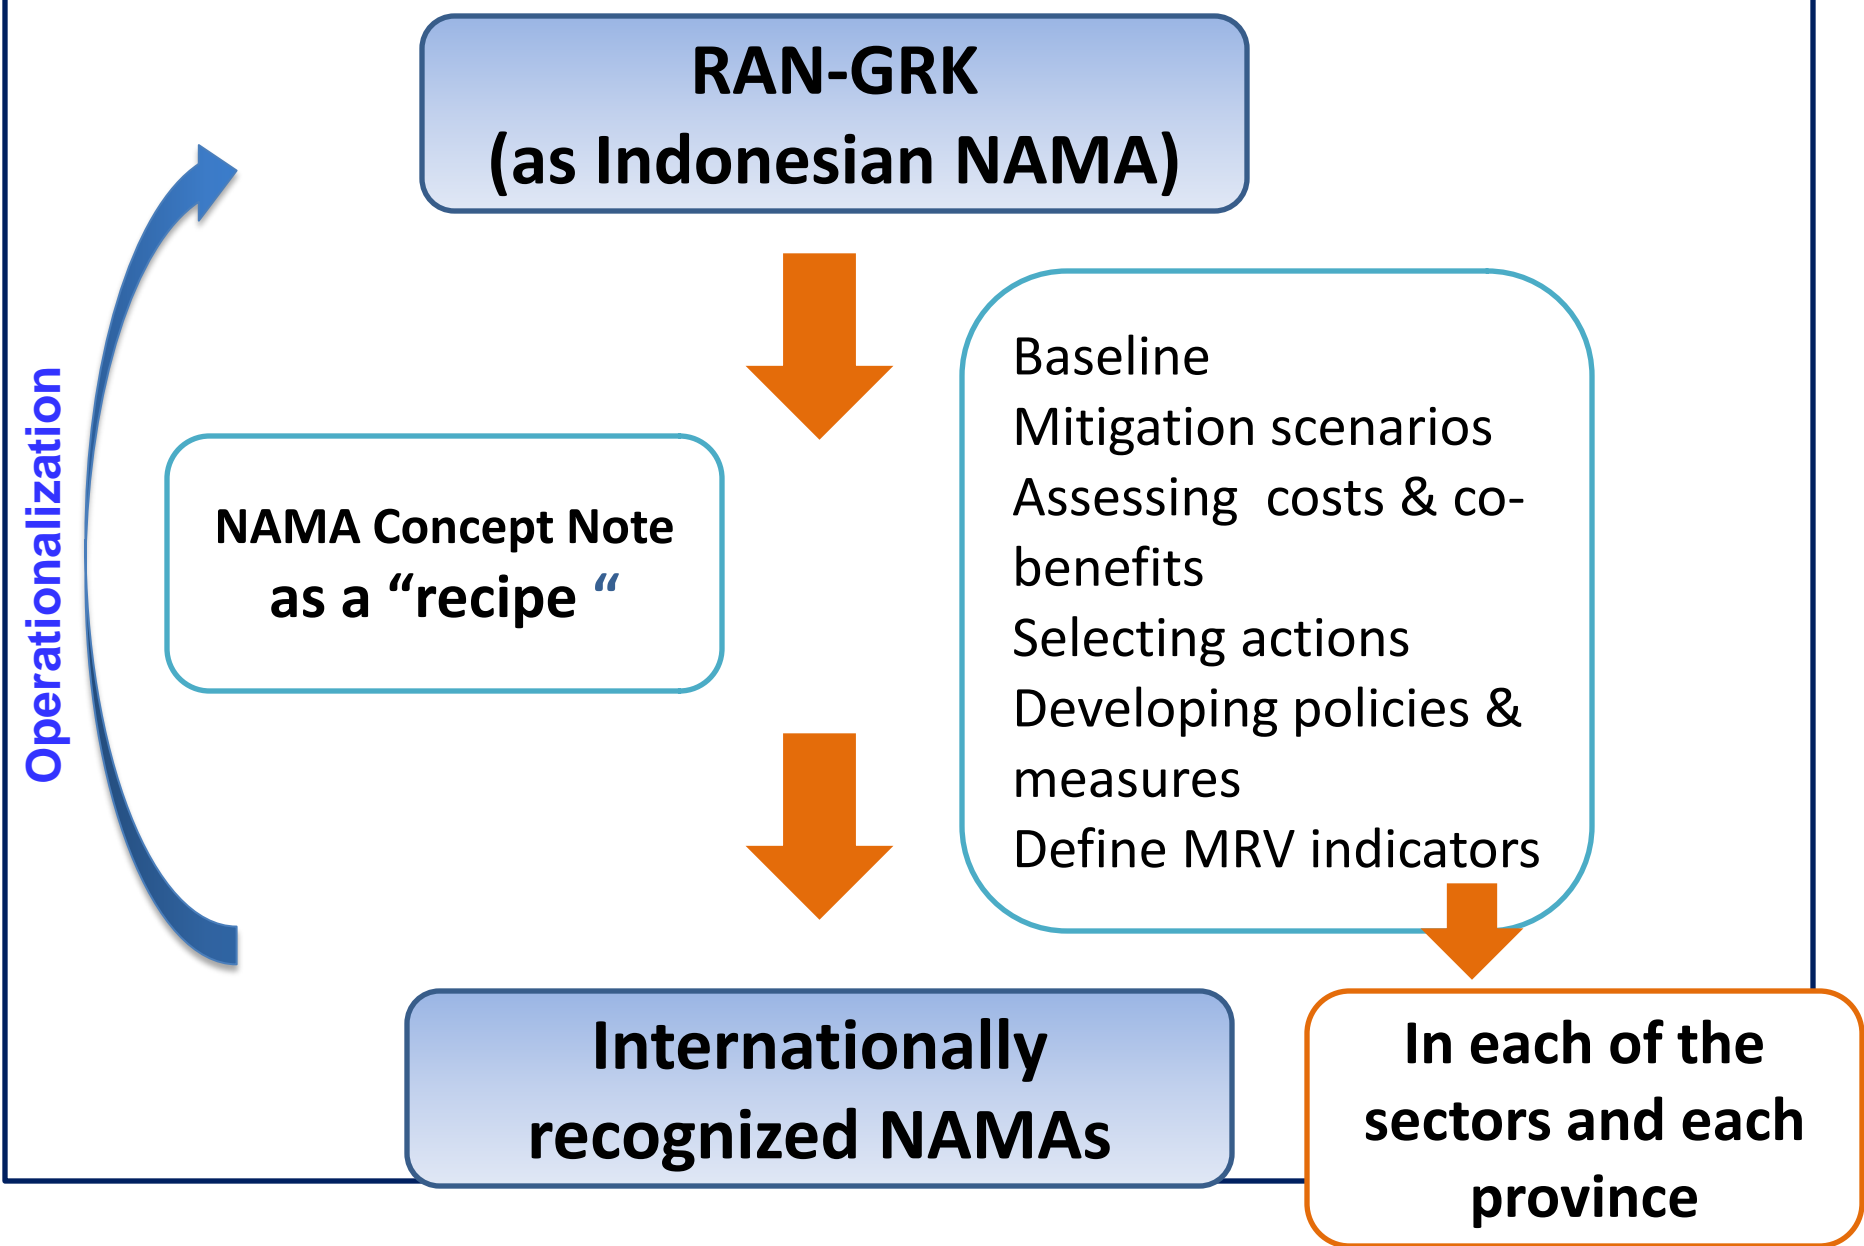 RAN-GRK
(as Indonesian NAMA)
Operationalization
NAMA Concept Note
as a “recipe “
Baseline
Mitigation scenarios
Assessing  costs & co-
benefits
Selecting actions
Developing policies &
measures
Define MRV indicators
Internationally
recognized NAMAs
In each of the
sectors and each
province